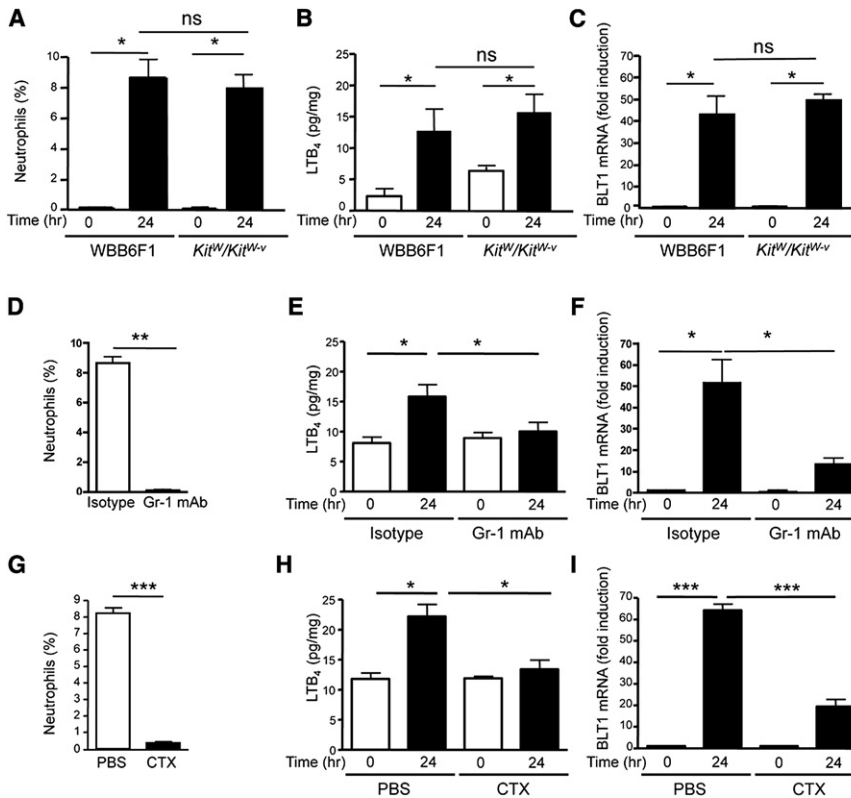 A
ns
*
*
Neutrophils (%)
10
8
6
4
2
0
Time (hr)
0
24
0
24
WBB6F1
Kitᵂ/Kitᵂ⁻ᵛ
B
ns
*
*
LTB₄ (pg/mg)
25
20
15
10
5
0
Time (hr)
0
24
0
24
WBB6F1
Kitᵂ/Kitᵂ⁻ᵛ
C
ns
*
*
BLT1 mRNA (fold induction)
70
60
50
40
30
20
10
0
Time (hr)
0
24
0
24
WBB6F1
Kitᵂ/Kitᵂ⁻ᵛ
D
**
Neutrophils (%)
10
8
6
4
2
0
Isotype Gr-1 mAb
E
*
*
LTB₄ (pg/mg)
25
20
15
10
5
0
Time (hr)
0
24
0
24
Isotype
Gr-1 mAb
F
*
*
BLT1 mRNA (fold induction)
70
60
50
40
30
20
10
0
Time (hr)
0
24
0
24
Isotype
Gr-1 mAb
G
***
Neutrophils (%)
9
8
7
6
5
4
3
2
1
0
PBS
CTX
H
*
*
LTB₄ (pg/mg)
25
20
15
10
5
0
Time (hr)
0
24
0
24
PBS
CTX
I
***
***
BLT1 mRNA (fold induction)
70
60
50
40
30
20
10
0
Time (hr)
0
24
0
24
PBS
CTX